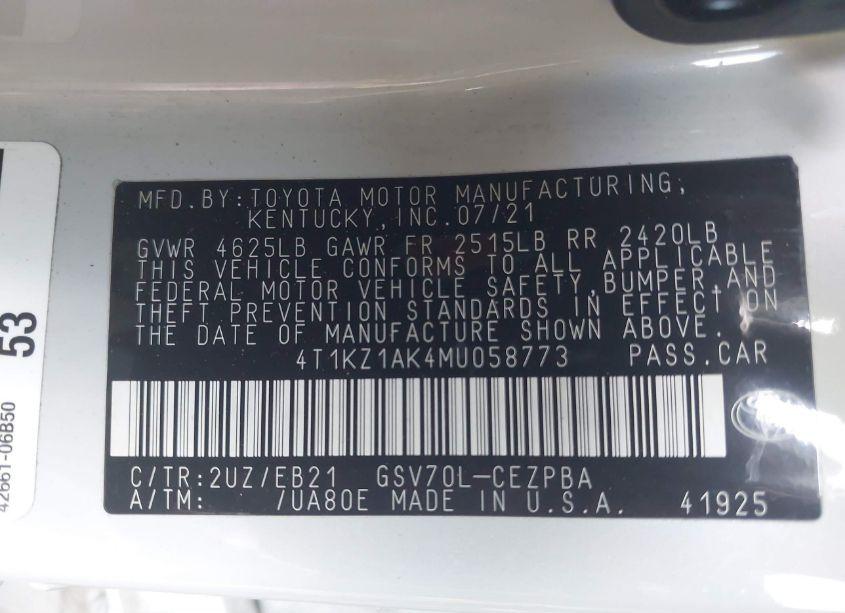 MFD.BY:TOYOTA MOTOR MANUFACTURING,
KENTUCKY,INC.07/21
GVWR 4625LB GAWR FR 2515LB RR 2420LB
THIS VEHICLE CONFORMS TO ALL APPLICABLE
FEDERAL MOTOR VEHICLE SAFETY,BUMPER,AND
THEFT PREVENTION STANDARDS IN EFFECT ON
THE DATE OF MANUFACTURE SHOWN ABOVE.
4T1KZ1AK4MU058773 PASS.CAR
C/TR:2UZ/EB21 GSV70L-CEZPBA
A/TM: /UA80E MADE IN U.S.A. 41925
53
42661-06B50